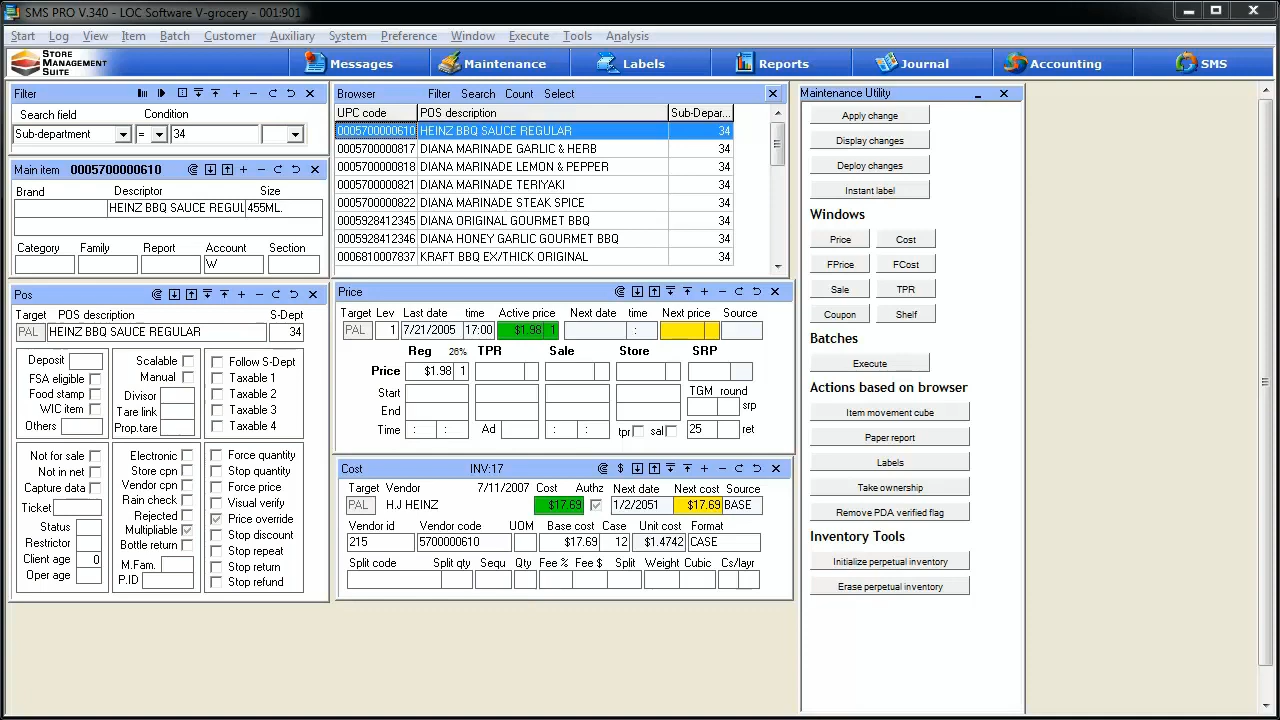 SMS PRO V.340 - LOC Software V-grocery - 001:901
Start Log View Item Batch Customer Auxiliary System Preference Window Execute Tools Analysis
STORE MANAGEMENT SUITE
Messages Maintenance Labels Reports Journal Accounting SMS
Filter
Search field Condition
Sub-department = 34
Main item 0005700000610
Brand Descriptor Size
HEINZ BBQ SAUCE REGUL 455ML.
Category Family Report Account Section
W
Pos
Target POS description S-Dept
PAL HEINZ BBQ SAUCE REGULAR 34
Deposit
FSA eligible
Food stamp
WIC item
Others
Scalable
Manual
Divisor
Tare link
Prop.tare
Follow S-Dept
Taxable 1
Taxable 2
Taxable 3
Taxable 4
Not for sale
Not in net
Capture data
Ticket
Status
Restrictor
Client age 0
Oper age
Electronic
Store cpn
Vendor cpn
Rain check
Rejected
Multipliable
Bottle return
M.Fam.
P.ID
Force quantity
Stop quantity
Force price
Visual verify
Price override
Stop discount
Stop repeat
Stop return
Stop refund
Browser Filter Search Count Select
UPC code POS description Sub-Depar...
0005700000610 HEINZ BBQ SAUCE REGULAR 34
0005700000817 DIANA MARINADE GARLIC & HERB 34
0005700000818 DIANA MARINADE LEMON & PEPPER 34
0005700000821 DIANA MARINADE TERIYAKI 34
0005700000822 DIANA MARINADE STEAK SPICE 34
0005928412345 DIANA ORIGINAL GOURMET BBQ 34
0005928412346 DIANA HONEY GARLIC GOURMET BBQ 34
0006810007837 KRAFT BBQ EX/THICK ORIGINAL 34
Price
Target Lev Last date time Active price Next date time Next price Source
PAL 1 7/21/2005 17:00 $1.98 1 :
Reg 26% TPR Sale Store SRP
Price $1.98 1
Start
End
Time : : Ad : :
TGM round
srp
tpr sal 25 ret
Cost INV:17
Target Vendor 7/11/2007 Cost Authz Next date Next cost Source
PAL H.J HEINZ $17.69 1/2/2051 $17.69 BASE
Vendor id Vendor code UOM Base cost Case Unit cost Format
215 5700000610 $17.69 12 $1.4742 CASE
Split code Split qty Sequ Qty Fee % Fee $ Split Weight Cubic Cs/layr
Maintenance Utility
Apply change
Display changes
Deploy changes
Instant label
Windows
Price Cost
FPrice FCost
Sale TPR
Coupon Shelf
Batches
Execute
Actions based on browser
Item movement cube
Paper report
Labels
Take ownership
Remove PDA verified flag
Inventory Tools
Initialize perpetual inventory
Erase perpetual inventory